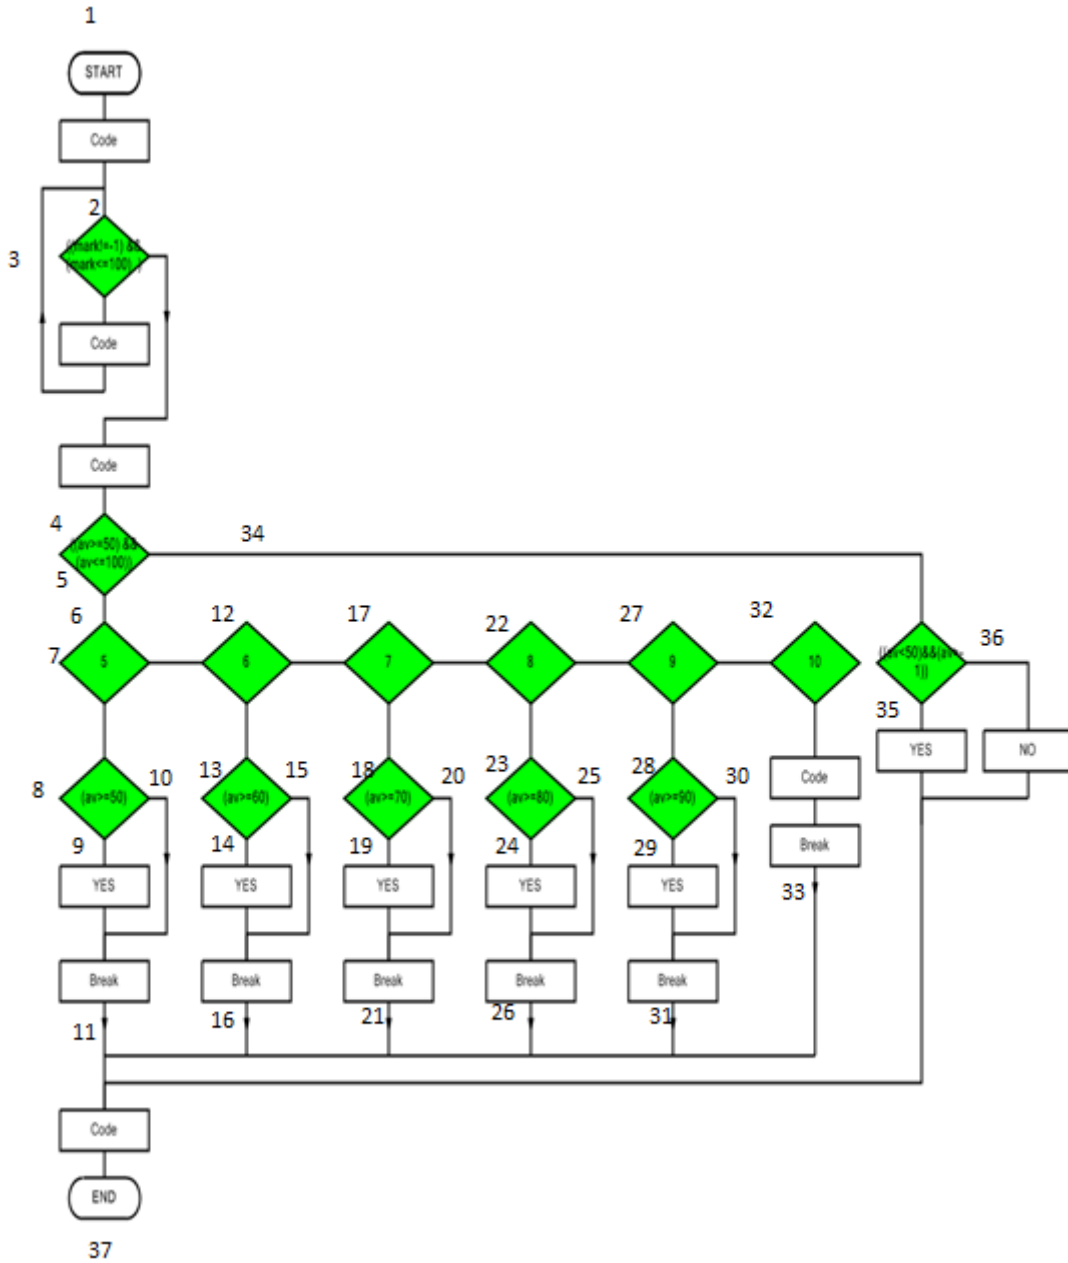 1
START
Code
2
((mark!=-1) &&
(mark<=100)..)
3
Code
Code
4
((av>=50) &&
(av<=100))
5
34
6
12
17
22
27
32
36
7
5
6
7
8
9
10
((av<50)&&(av>=-
1))
35
YES
NO
8
(av>=50)
10
13
(av>=60)
15
18
(av>=70)
20
23
(av>=80)
25
28
(av>=90)
30
Code
Break
33
9
14
19
24
29
YES
YES
YES
YES
YES
Break
Break
Break
Break
Break
11
16
21
26
31
Code
END
37